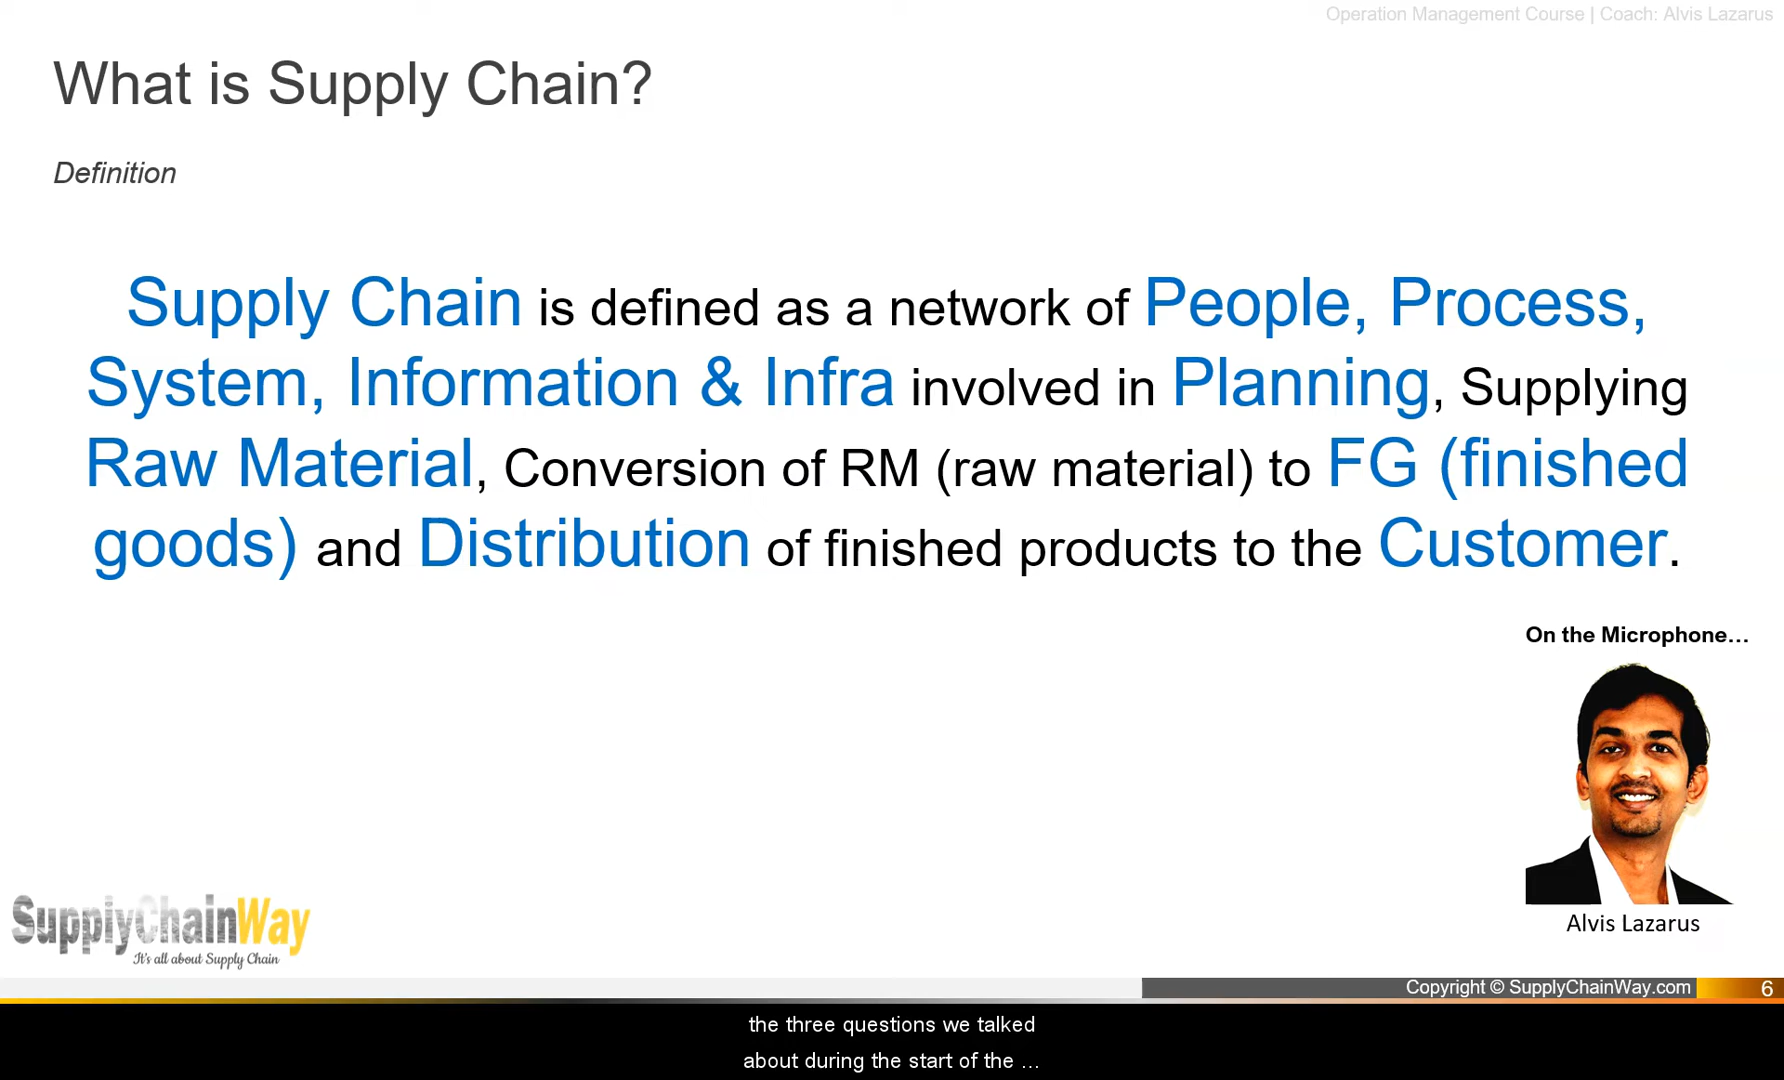 Operation Management Course | Coach: Alvis Lazarus
What is Supply Chain?
Definition
Supply Chain is defined as a network of People, Process,
System, Information & Infra involved in Planning, Supplying
Raw Material, Conversion of RM (raw material) to FG (finished
goods) and Distribution of finished products to the Customer.
On the Microphone…
Alvis Lazarus
SupplyChainWay
It's all about Supply Chain
Copyright © SupplyChainWay.com 6
the three questions we talked
about during the start of the ...